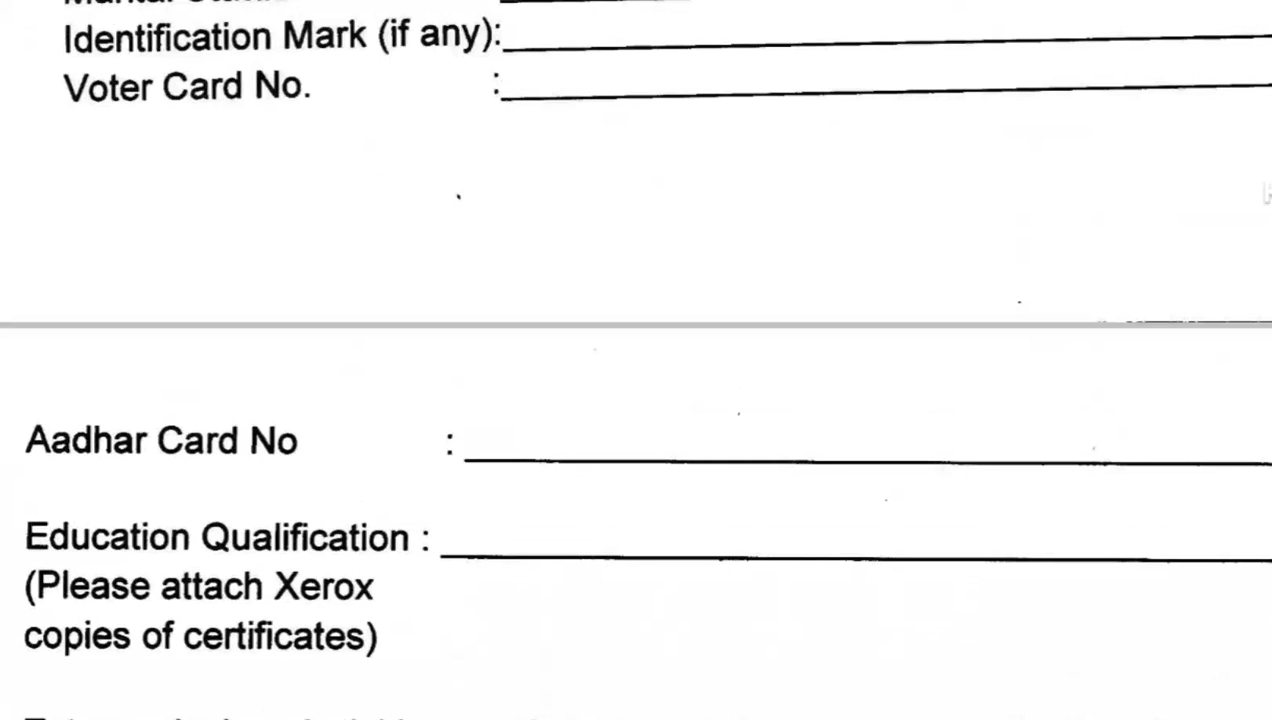 Identification Mark (if any):
Voter Card No. :
Aadhar Card No :
Education Qualification :
(Please attach Xerox
copies of certificates)